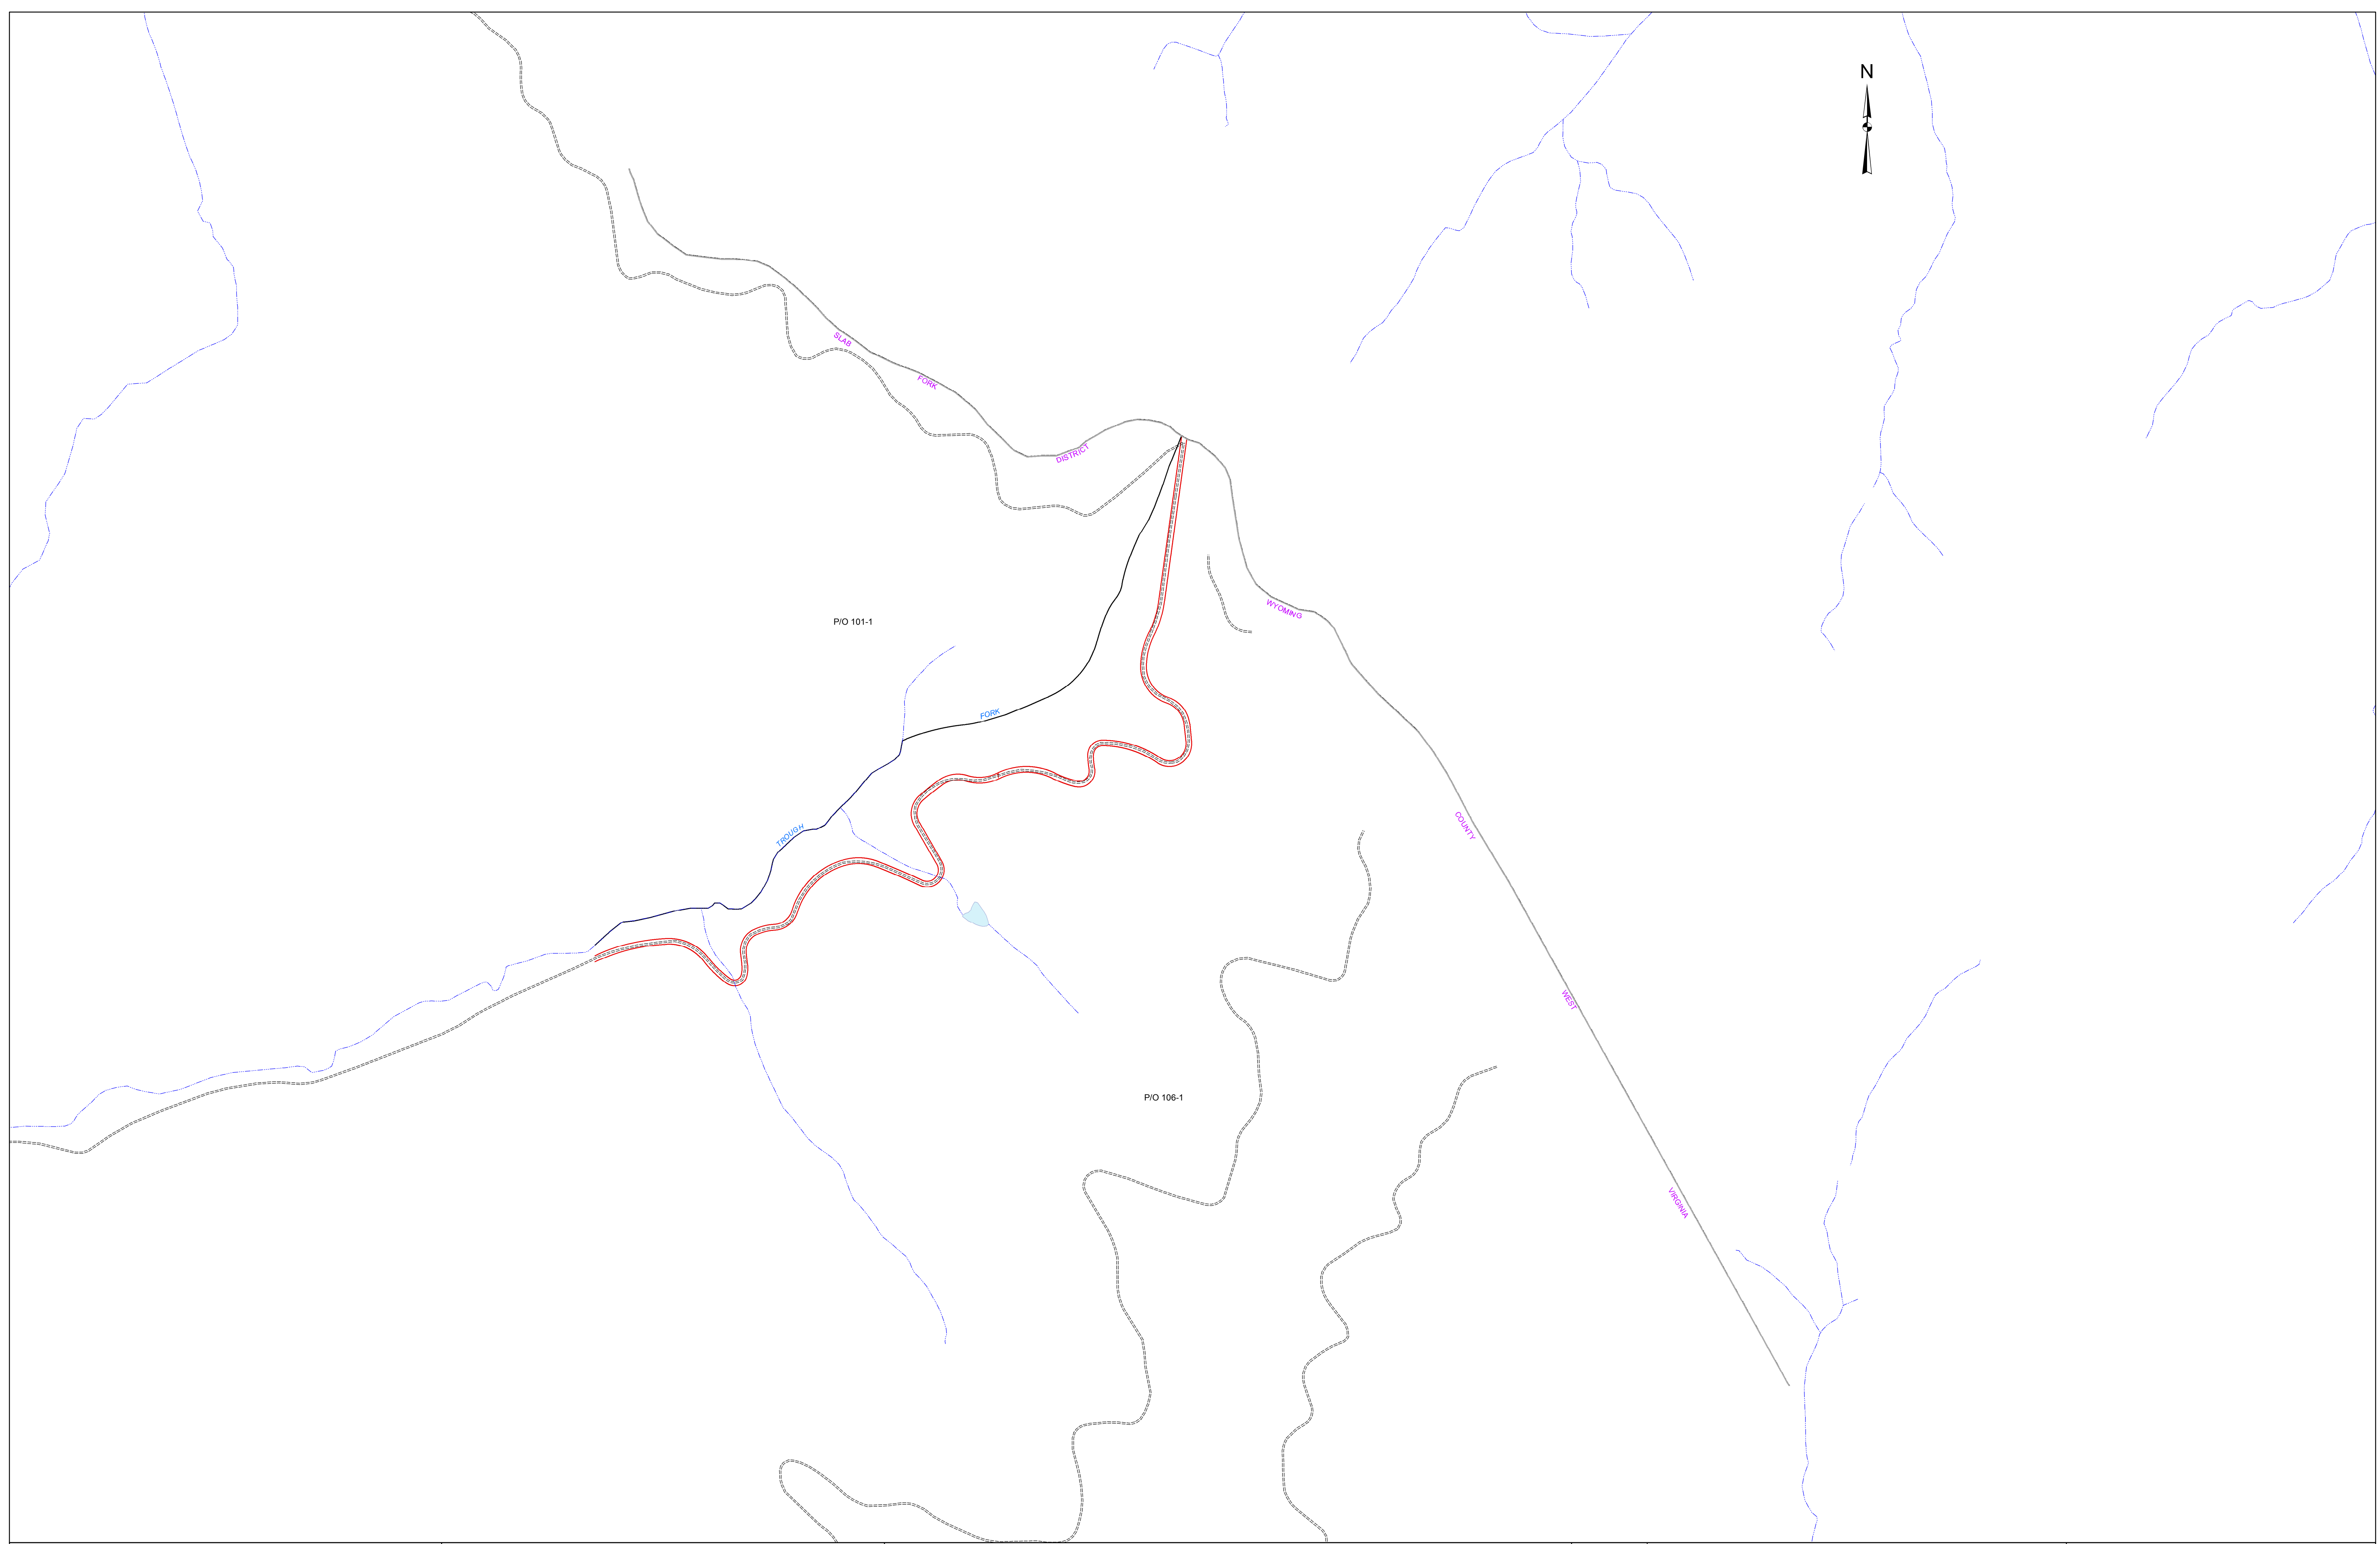 N
SLAB
FORK
DISTRICT
WYOMING
P/O 101-1
FORK
TROUGH
COUNTY
WEST
P/O 106-1
VIRGINIA